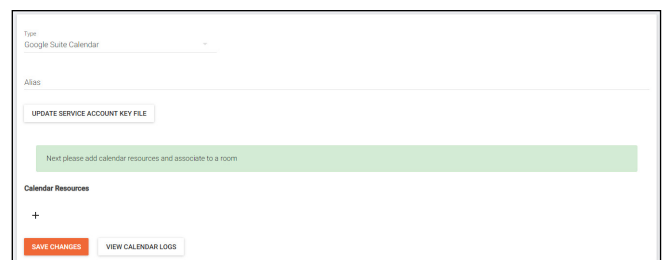 Type
Google Suite Calendar
Alias
UPDATE SERVICE ACCOUNT KEY FILE
Next please add calendar resources and associate to a room
Calendar Resources
+
SAVE CHANGES VIEW CALENDAR LOGS